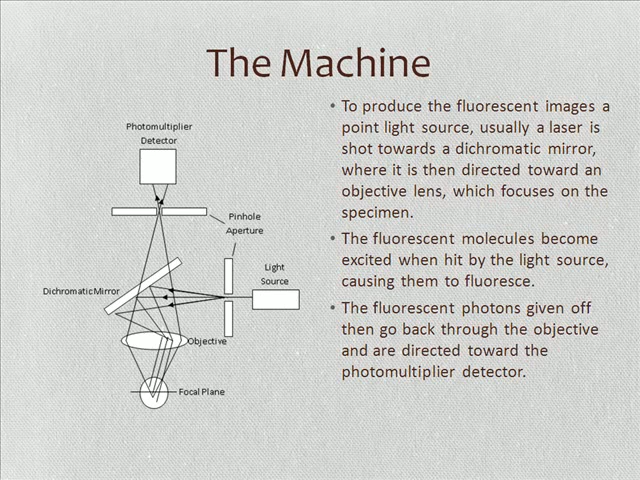 The Machine
Photomultiplier
Detector
Pinhole
Aperture
Light
Source
DichromaticMirror
Objective
Focal Plane
• To produce the fluorescent images a
point light source, usually a laser is
shot towards a dichromatic mirror,
where it is then directed toward an
objective lens, which focuses on the
specimen.
• The fluorescent molecules become
excited when hit by the light source,
causing them to fluoresce.
• The fluorescent photons given off
then go back through the objective
and are directed toward the
photomultiplier detector.